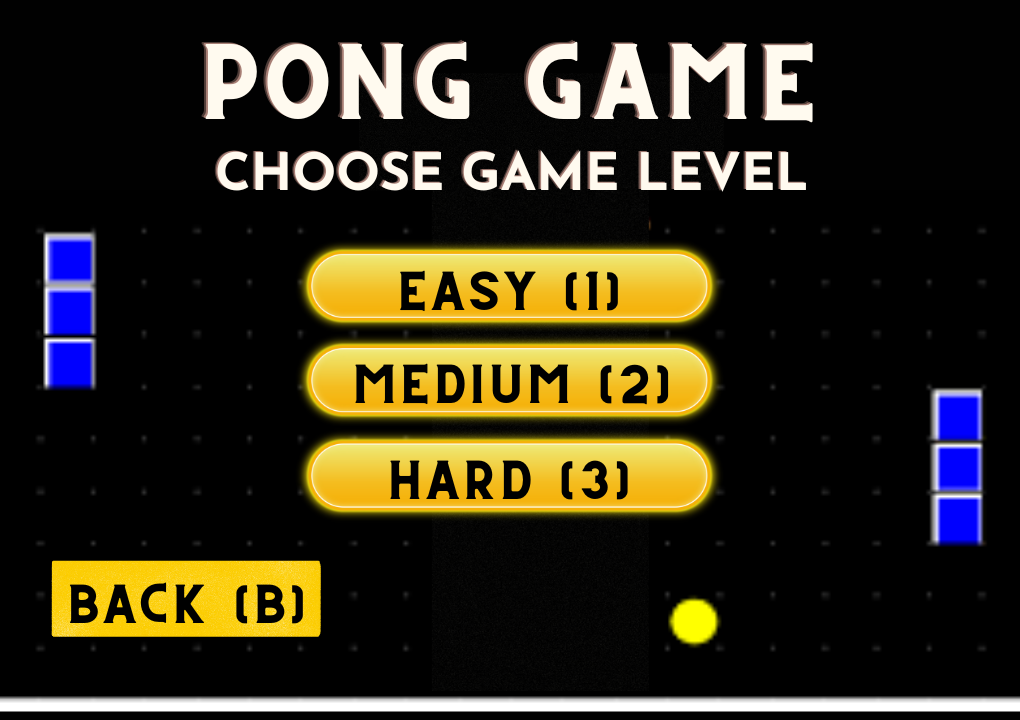 PONG GAME
CHOOSE GAME LEVEL
EASY (1)
MEDIUM (2)
HARD (3)
BACK (B)